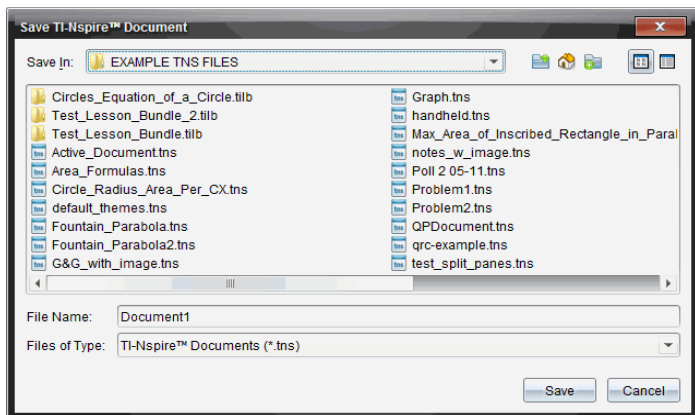 Save TI-Nspire™ Document
Save In: EXAMPLE TNS FILES
Circles_Equation_of_a_Circle.tilb
Test_Lesson_Bundle_2.tilb
Test_Lesson_Bundle.tilb
Active_Document.tns
Area_Formulas.tns
Circle_Radius_Area_Per_CX.tns
default_themes.tns
Fountain_Parabola.tns
Fountain_Parabola2.tns
G&G_with_image.tns
Graph.tns
handheld.tns
Max_Area_of_Inscribed_Rectangle_in_Paral
notes_w_image.tns
Poll 2 05-11.tns
Problem1.tns
Problem2.tns
QPDocument.tns
qrc-example.tns
test_split_panes.tns
File Name: Document1
Files of Type: TI-Nspire™ Documents (*.tns)
Save Cancel